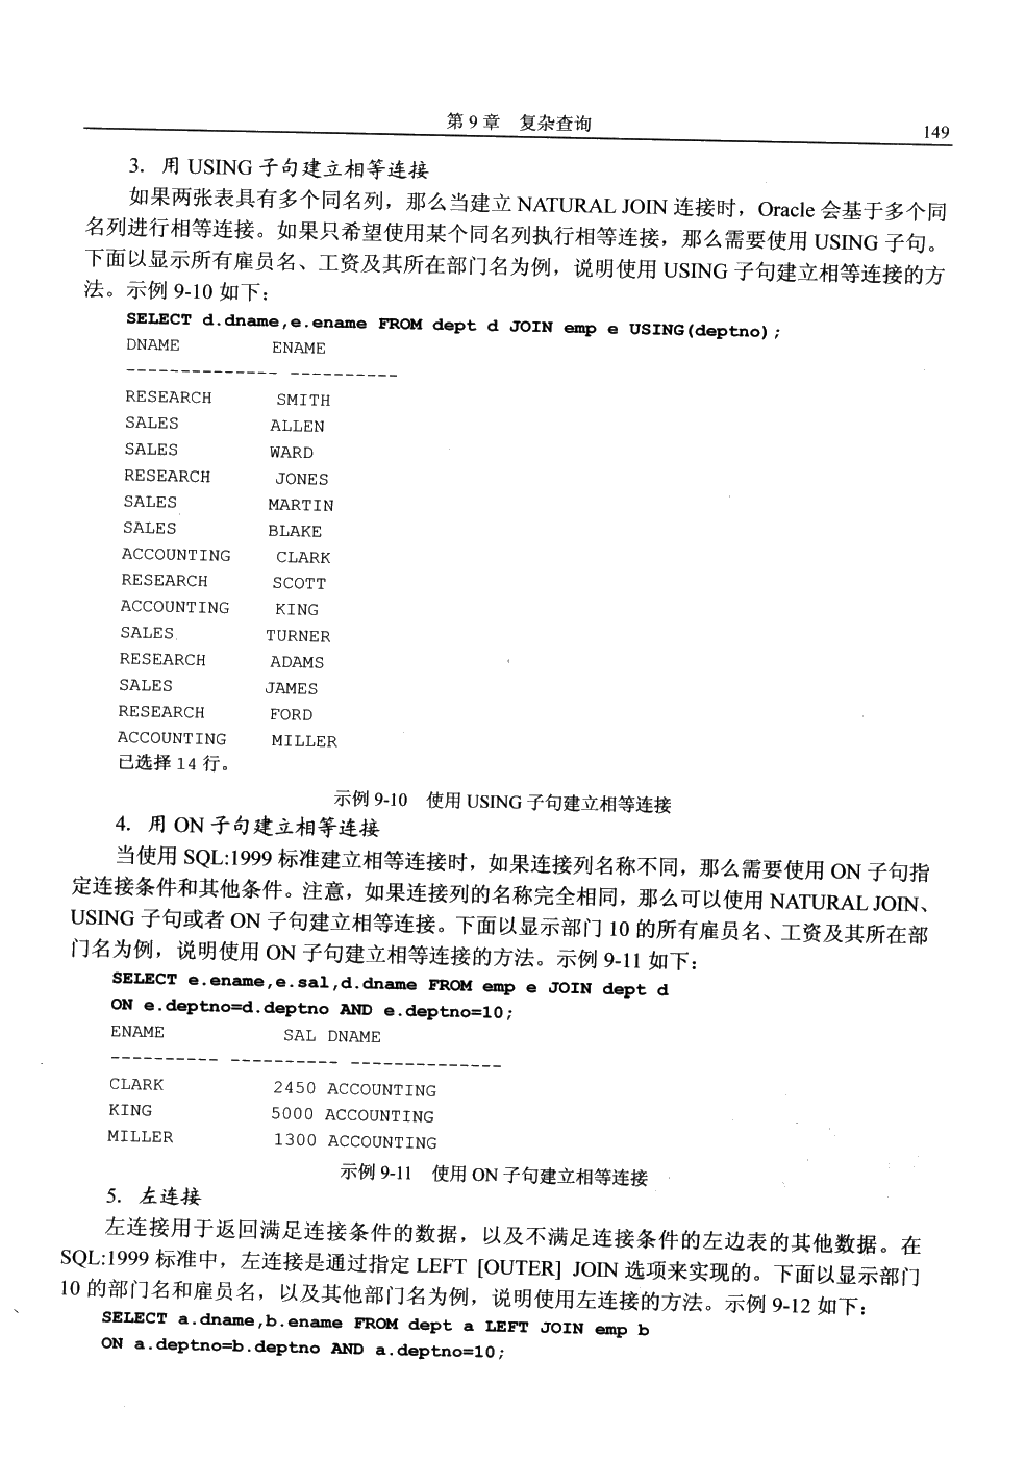 第 9 章　复杂查询
149
3．用 USING 子句建立相等连接
如果两张表具有多个同名列，那么当建立 NATURAL JOIN 连接时，Oracle 会基于多个同
名列进行相等连接。如果只希望使用某个同名列执行相等连接，那么需要使用 USING 子句。
下面以显示所有雇员名、工资及其所在部门名为例，说明使用 USING 子句建立相等连接的方
法。示例 9-10 如下：
SELECT d.dname,e.ename FROM dept d JOIN emp e USING(deptno);
DNAME ENAME
-------------- ----------
RESEARCH SMITH
SALES ALLEN
SALES WARD
RESEARCH JONES
SALES MARTIN
SALES BLAKE
ACCOUNTING CLARK
RESEARCH SCOTT
ACCOUNTING KING
SALES TURNER
RESEARCH ADAMS
SALES JAMES
RESEARCH FORD
ACCOUNTING MILLER
已选择 14 行。
示例 9-10　使用 USING 子句建立相等连接
4．用 ON 子句建立相等连接
当使用 SQL:1999 标准建立相等连接时，如果连接列名称不同，那么需要使用 ON 子句指
定连接条件和其他条件。注意，如果连接列的名称完全相同，那么可以使用 NATURAL JOIN、
USING 子句或者 ON 子句建立相等连接。下面以显示部门 10 的所有雇员名、工资及其所在部
门名为例，说明使用 ON 子句建立相等连接的方法。示例 9-11 如下：
SELECT e.ename,e.sal,d.dname FROM emp e JOIN dept d
ON e.deptno=d.deptno AND e.deptno=10;
ENAME SAL DNAME
---------- ---------- --------------
CLARK 2450 ACCOUNTING
KING 5000 ACCOUNTING
MILLER 1300 ACCOUNTING
示例 9-11　使用 ON 子句建立相等连接
5．左连接
左连接用于返回满足连接条件的数据，以及不满足连接条件的左边表的其他数据。在
SQL:1999 标准中，左连接是通过指定 LEFT [OUTER] JOIN 选项来实现的。下面以显示部门
10 的部门名和雇员名，以及其他部门名为例，说明使用左连接的方法。示例 9-12 如下：
SELECT a.dname,b.ename FROM dept a LEFT JOIN emp b
ON a.deptno=b.deptno AND a.deptno=10;